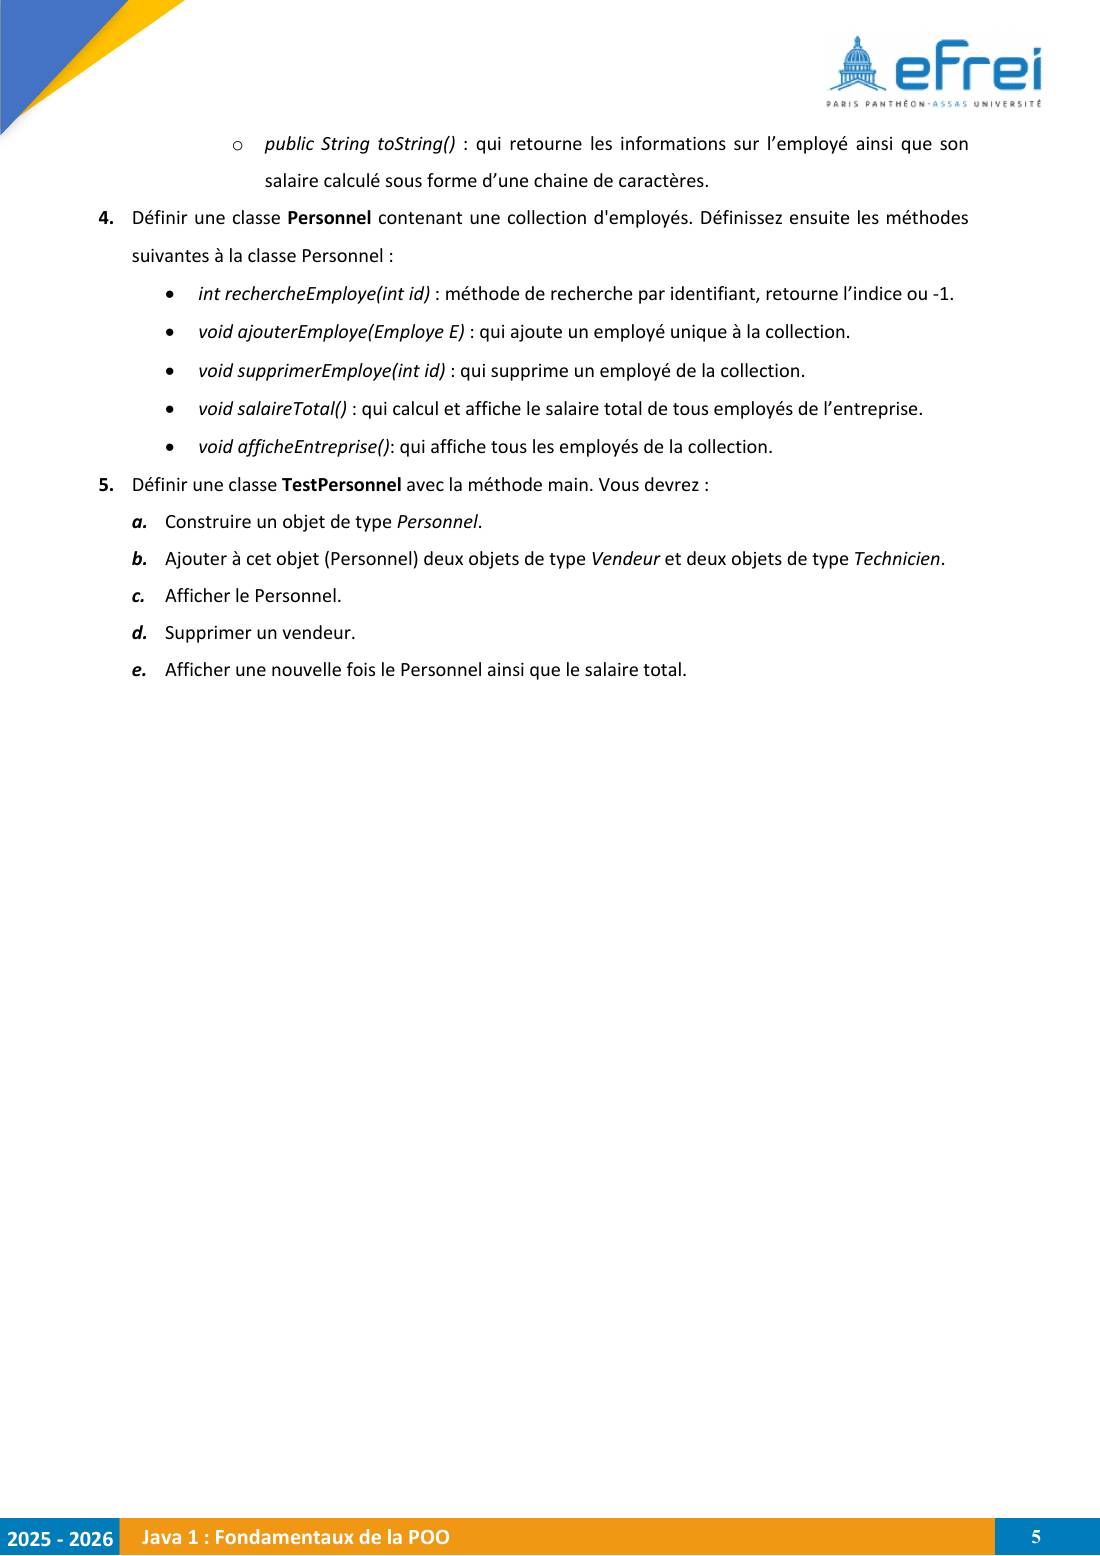 efrei
PARIS PANTHÉON-ASSAS UNIVERSITÉ
o public String toString() : qui retourne les informations sur l’employé ainsi que son
salaire calculé sous forme d’une chaine de caractères.
4. Définir une classe Personnel contenant une collection d'employés. Définissez ensuite les méthodes
suivantes à la classe Personnel :
• int rechercheEmploye(int id) : méthode de recherche par identifiant, retourne l’indice ou -1.
• void ajouterEmploye(Employe E) : qui ajoute un employé unique à la collection.
• void supprimerEmploye(int id) : qui supprime un employé de la collection.
• void salaireTotal() : qui calcul et affiche le salaire total de tous employés de l’entreprise.
• void afficheEntreprise(): qui affiche tous les employés de la collection.
5. Définir une classe TestPersonnel avec la méthode main. Vous devrez :
a. Construire un objet de type Personnel.
b. Ajouter à cet objet (Personnel) deux objets de type Vendeur et deux objets de type Technicien.
c. Afficher le Personnel.
d. Supprimer un vendeur.
e. Afficher une nouvelle fois le Personnel ainsi que le salaire total.
2025 - 2026 Java 1 : Fondamentaux de la POO 5